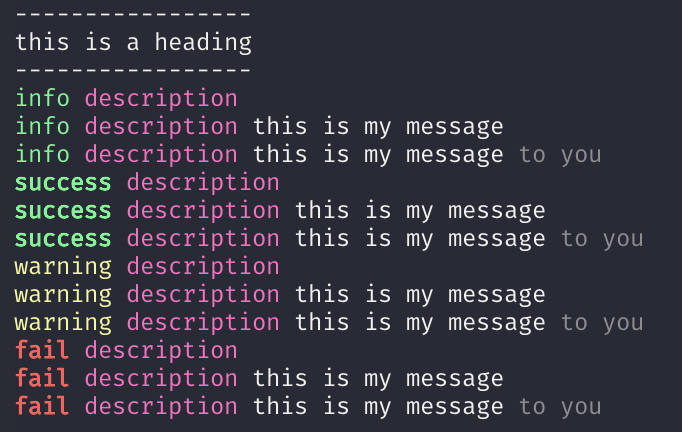 -----------------
this is a heading
-----------------
info description
info description this is my message
info description this is my message to you
success description
success description this is my message
success description this is my message to you
warning description
warning description this is my message
warning description this is my message to you
fail description
fail description this is my message
fail description this is my message to you